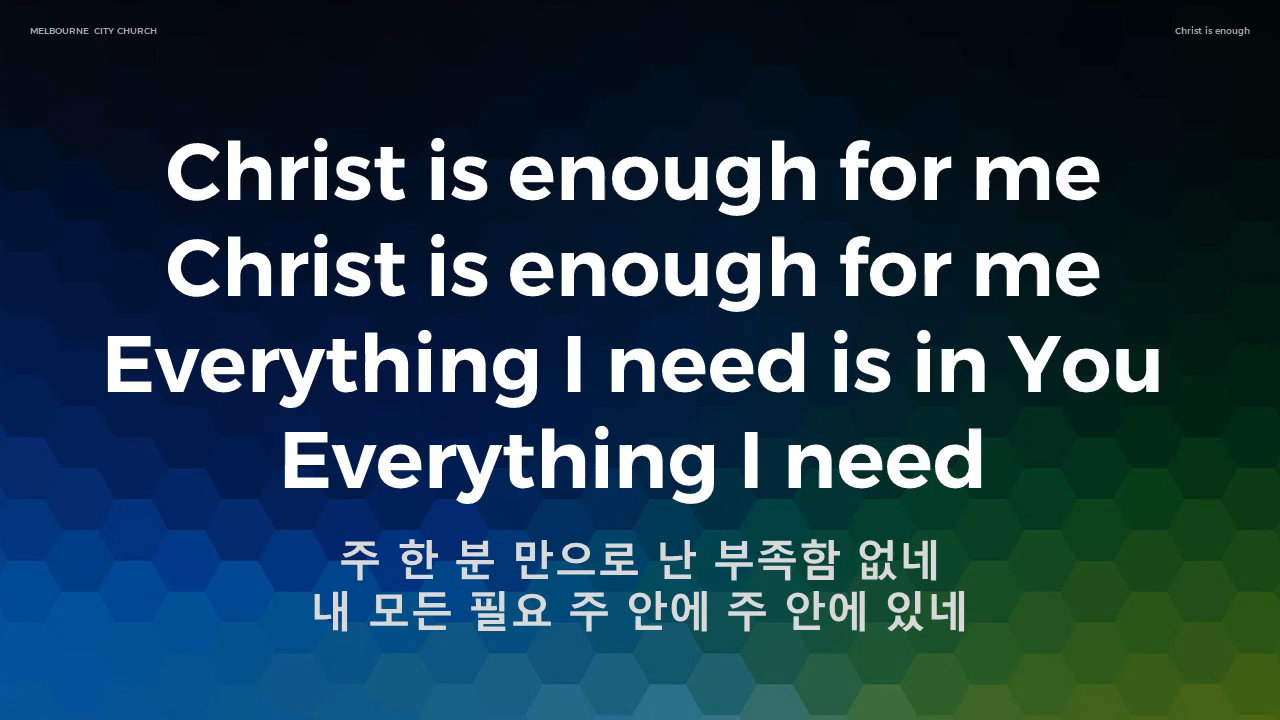 MELBOURNE CITY CHURCH
Christ is enough
Christ is enough for me
Christ is enough for me
Everything I need is in You
Everything I need
주 한 분 만으로 난 부족함 없네
내 모든 필요 주 안에 주 안에 있네